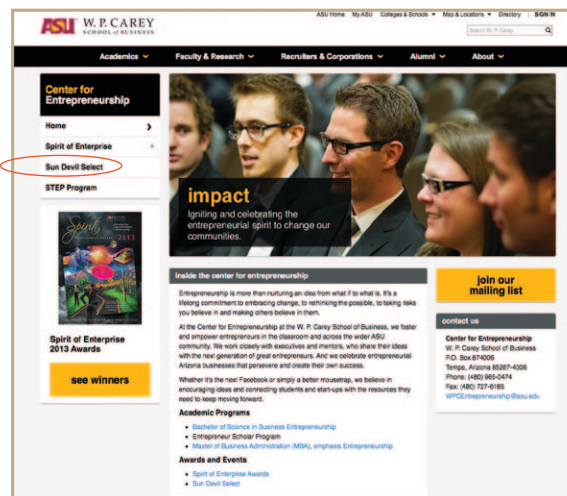 ASU Home My ASU Colleges & Schools Map & Locations Directory SIGN IN
ASU W. P. CAREY
SCHOOL of BUSINESS
Search W. P. Carey
Academics Faculty & Research Recruiters & Corporations Alumni About
Center for
Entrepreneurship
Home
Spirit of Enterprise +
Sun Devil Select
STEP Program
impact
Igniting and celebrating the
entrepreneurial spirit to change our
communities.
Spirit
2013
Spirit of Enterprise
2013 Awards
see winners
inside the center for entrepreneurship
Entrepreneurship is more than nurturing an idea from what if to what is. It's a
lifelong commitment to embracing change, to rethinking the possible, to taking risks
you believe in and making others believe in them.
At the Center for Entrepreneurship at the W. P. Carey School of Business, we foster
and empower entrepreneurs in the classroom and across the wider ASU
community. We work closely with executives and mentors, who share their ideas
with the next generation of great entrepreneurs. And we celebrate entrepreneurial
Arizona businesses that persevere and create their own success.
Whether it's the next Facebook or simply a better mousetrap, we believe in
encouraging ideas and connecting students and start-ups with the resources they
need to keep moving forward.
Academic Programs
• Bachelor of Science in Business Entrepreneurship
• Entrepreneur Scholar Program
• Master of Business Administration (MBA), emphasis Entrepreneurship
Awards and Events
• Spirit of Enterprise Awards
• Sun Devil Select
join our
mailing list
contact us
Center for Entrepreneurship
W. P. Carey School of Business
P.O. Box 874006
Tempe, Arizona 85287-4006
Phone: (480) 965-0474
Fax: (480) 727-6185
WPCEntrepreneurship@asu.edu